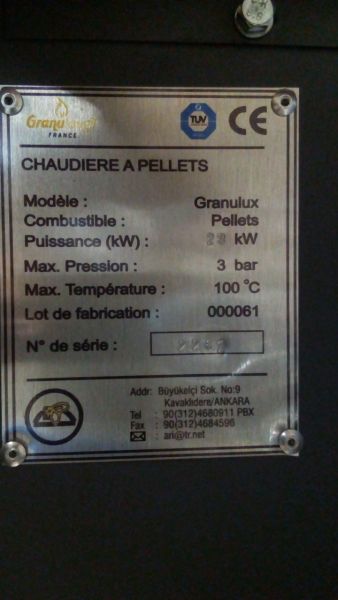 FRANCE
TUV
CE
CHAUDIERE A PELLETS
Modèle : Granulux
Combustible : Pellets
Puissance (kW) : kW
Max. Pression : 3 bar
Max. Température : 100 °C
Lot de fabrication : 000061
N° de série :
Addr: Büyükelçi Sok. No:9
Kavaklıdere/ANKARA
Tel : 90(312)4680911 PBX
Fax : 90(312)4684596
: ari@tr.net